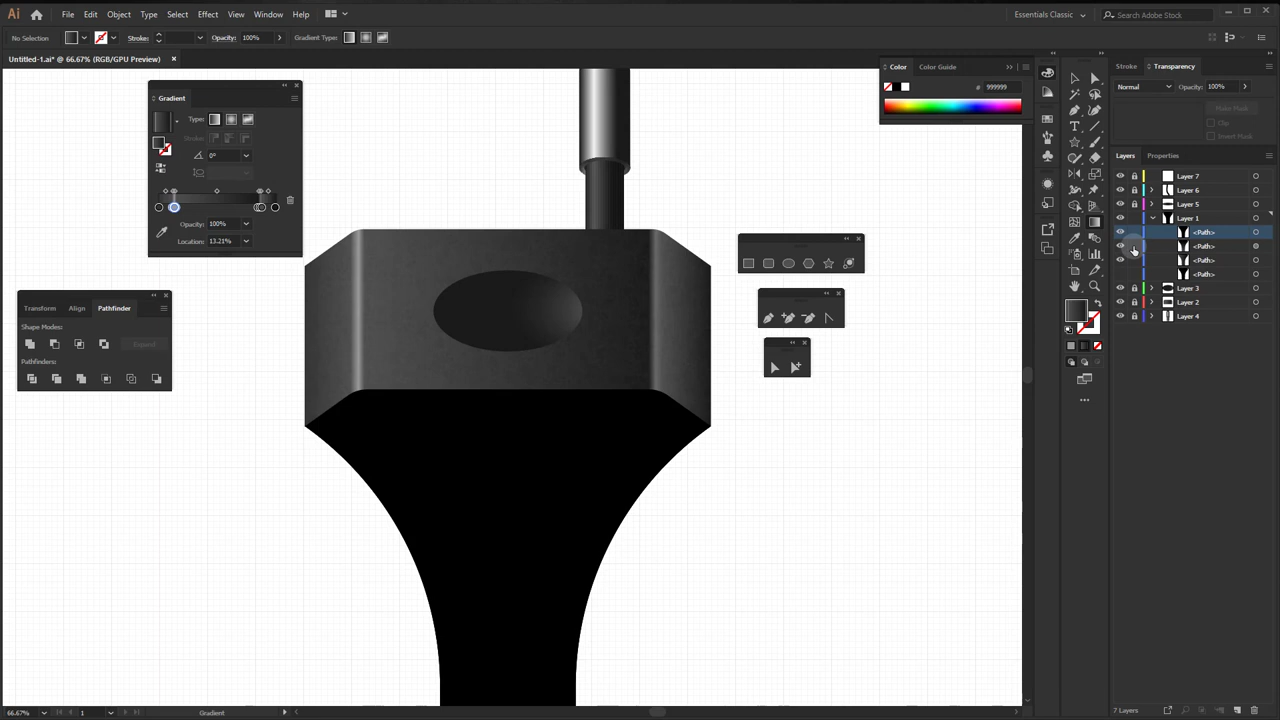 Ai File Edit Object Type Select Effect View Window Help Essentials Classic Search Adobe Stock
No Selection Stroke: Opacity: 100% Gradient Type:
Untitled-1.ai* @ 66.67% (RGB/GPU Preview) ×
Color Color Guide
# 999999
Stroke Transparency
Normal Opacity: 100%
Make Mask
Clip
Invert Mask
Gradient
Type:
Stroke:
0°
Opacity: 100%
Location: 13.21%
Transform Align Pathfinder
Shape Modes:
Expand
Pathfinders:
Layers Properties
Layer 7
Layer 6
Layer 5
Layer 1
<Path>
<Path>
<Path>
<Path>
Layer 3
Layer 2
Layer 4
66.67% 1 Gradient
7 Layers